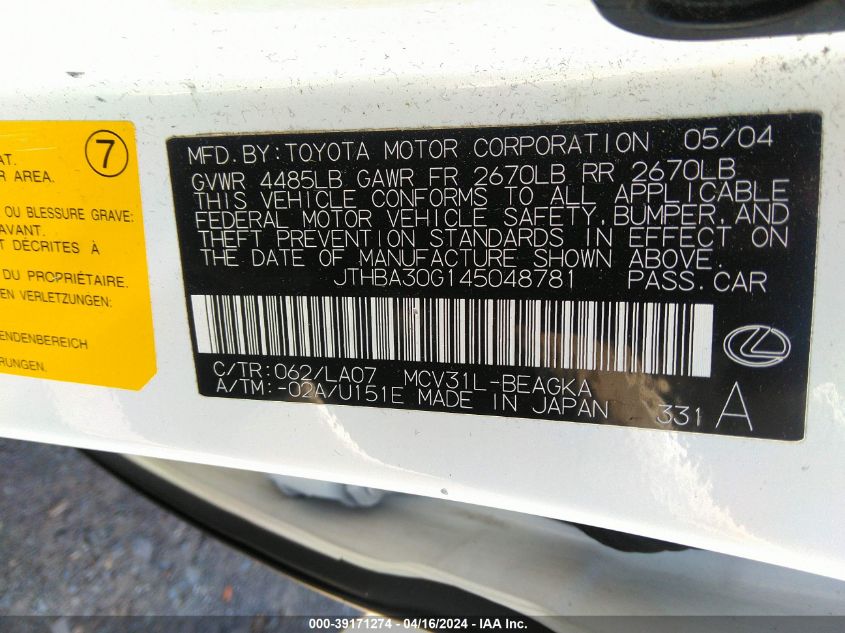 7
AT.
R AREA.
OU BLESSURE GRAVE:
AVANT.
T DÉCRITES À
DU PROPRIÉTAIRE.
EN VERLETZUNG
ENDENBEREICH
ÜHRUNGEN.
MFD. BY: TOYOTA MOTOR CORPORATION 05/04
GVWR 4485LB GAWR FR 2670LB RR 2670LB
THIS VEHICLE CONFORMS TO ALL APPLICABLE
FEDERAL MOTOR VEHICLE SAFETY, BUMPER, AND
THEFT PREVENTION STANDARDS IN EFFECT ON
THE DATE OF MANUFACTURE SHOWN ABOVE.
JTHBA30G145048781 PASS.CAR
C/TR:062/LA07 MCV31L-BEAGKA
A/TM:-02A/U151E MADE IN JAPAN 331 A
000-39171274 - 04/16/2024 - IAA Inc.